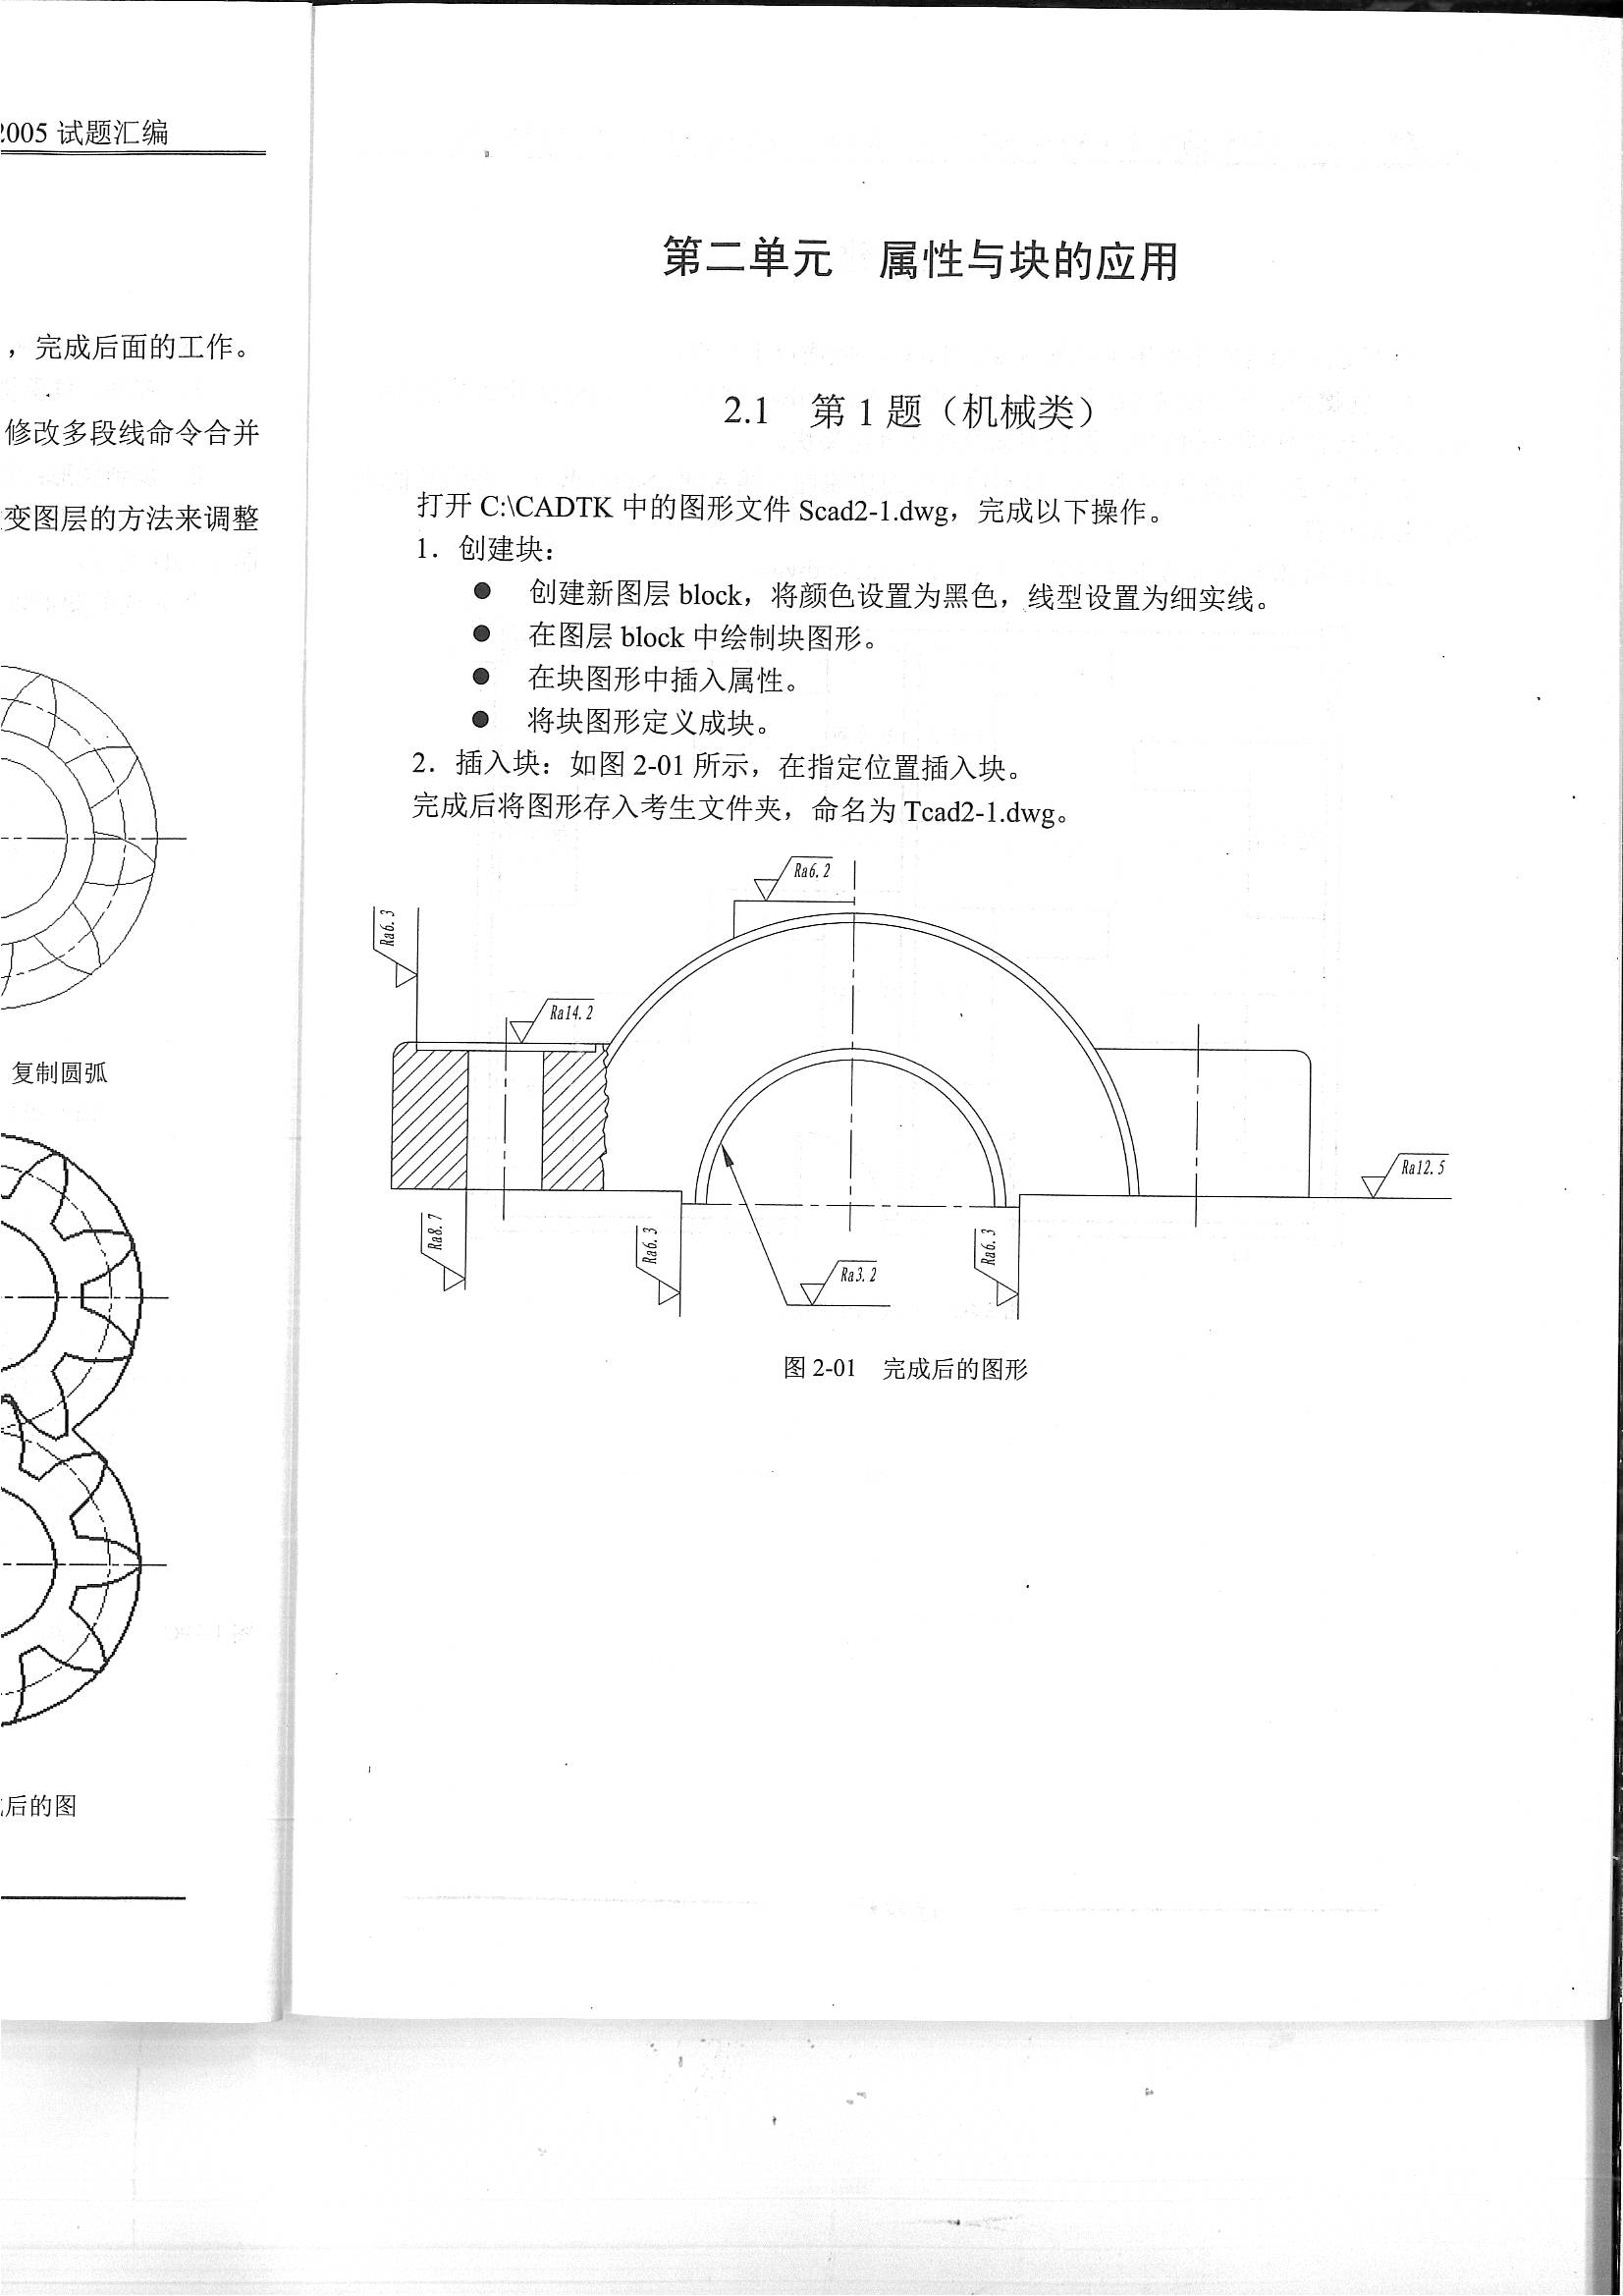 2005 试题汇编
，完成后面的工作。
修改多段线命令合并
变图层的方法来调整
复制圆弧
后的图
第二单元 属性与块的应用
2.1 第 1 题（机械类）
打开 C:\CADTK 中的图形文件 Scad2-1.dwg，完成以下操作。
1．创建块：
● 创建新图层 block，将颜色设置为黑色，线型设置为细实线。
● 在图层 block 中绘制块图形。
● 在块图形中插入属性。
● 将块图形定义成块。
2．插入块：如图 2-01 所示，在指定位置插入块。
完成后将图形存入考生文件夹，命名为 Tcad2-1.dwg。
Ra6.2
Ra6.3
Ra14.2
Ra12.5
Ra8.7
Ra6.3
Ra3.2
Ra6.3
图 2-01 完成后的图形